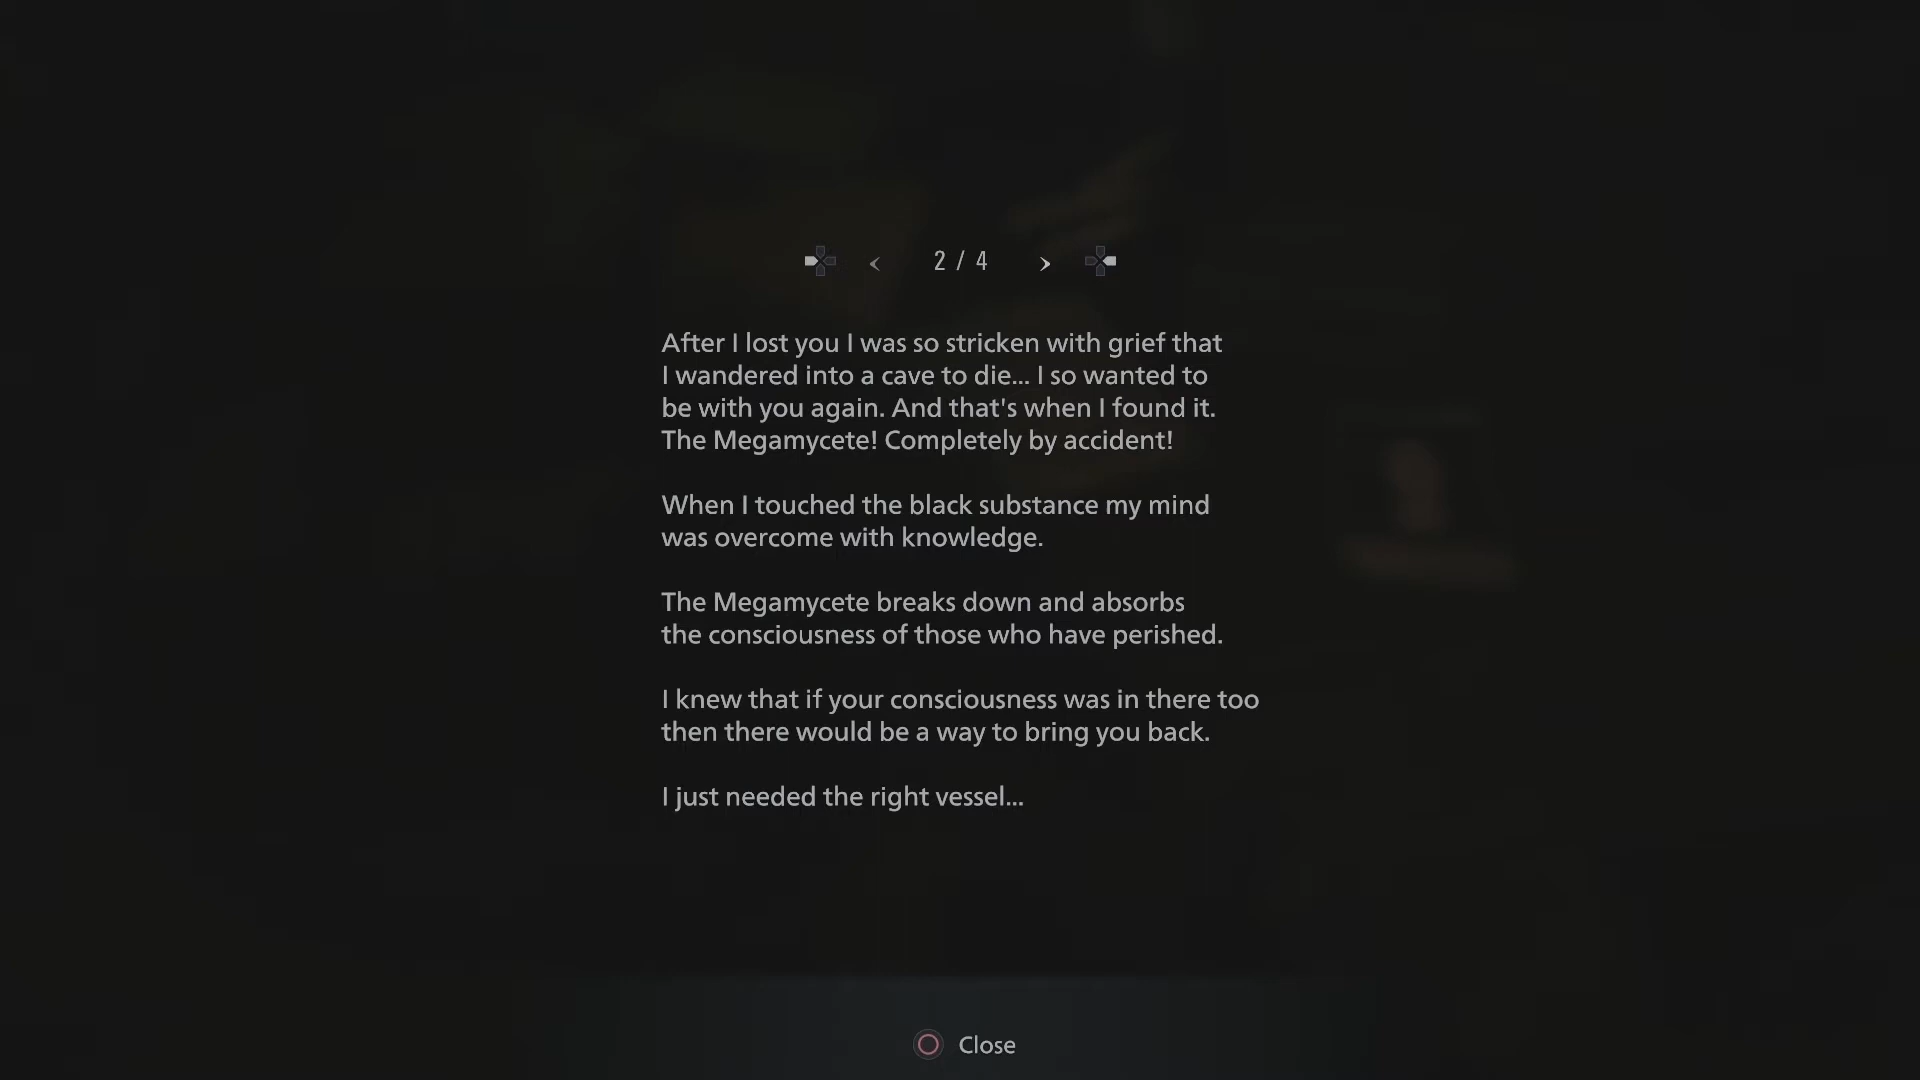 2 / 4
After I lost you I was so stricken with grief that
I wandered into a cave to die... I so wanted to
be with you again. And that's when I found it.
The Megamycete! Completely by accident!
When I touched the black substance my mind
was overcome with knowledge.
The Megamycete breaks down and absorbs
the consciousness of those who have perished.
I knew that if your consciousness was in there too
then there would be a way to bring you back.
I just needed the right vessel...
Close